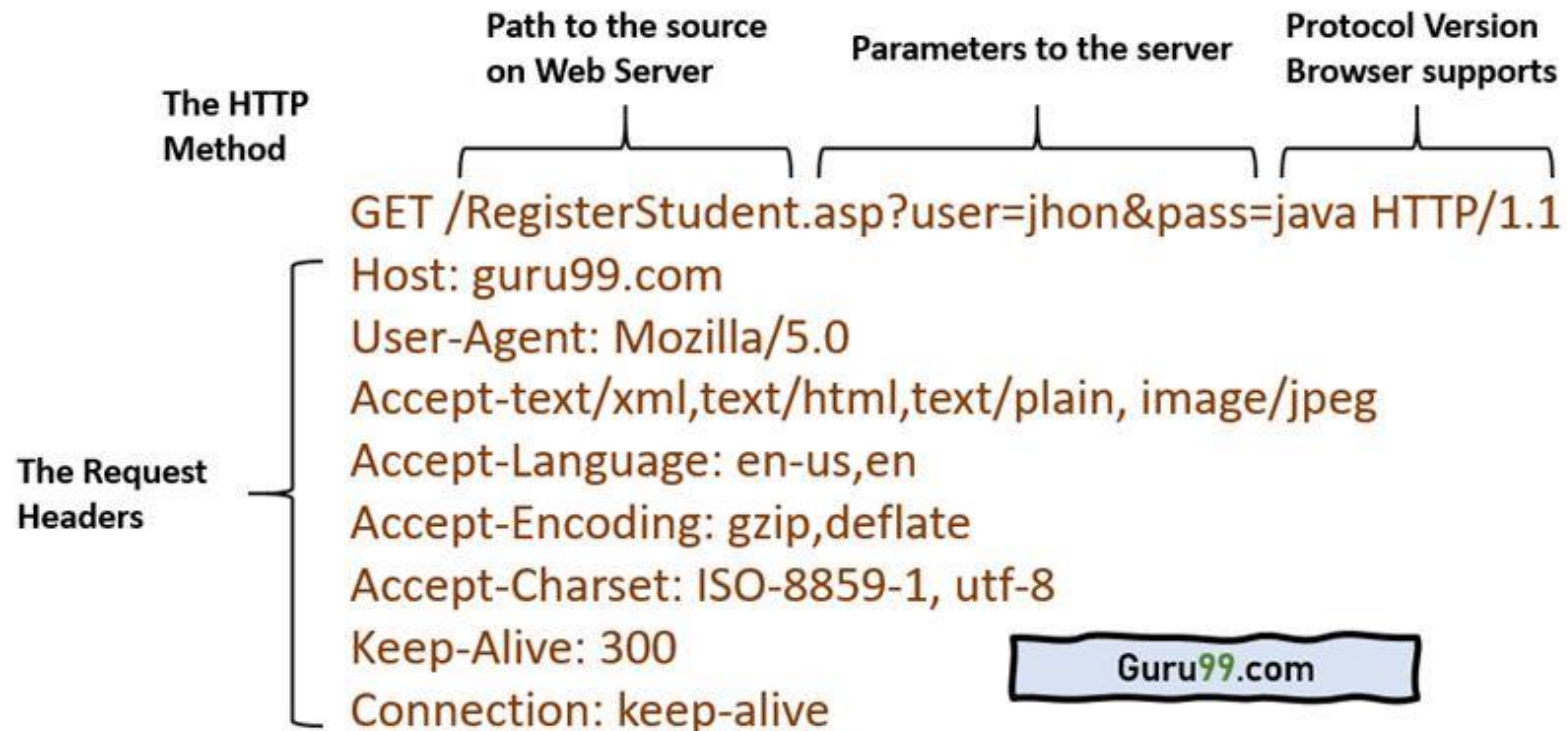 Path to the source
on Web Server
Parameters to the server
Protocol Version
Browser supports
The HTTP
Method
GET /RegisterStudent.asp?user=jhon&pass=java HTTP/1.1
Host: guru99.com
User-Agent: Mozilla/5.0
Accept-text/xml,text/html,text/plain, image/jpeg
Accept-Language: en-us,en
Accept-Encoding: gzip,deflate
Accept-Charset: ISO-8859-1, utf-8
Keep-Alive: 300
Connection: keep-alive
The Request
Headers
Guru99.com